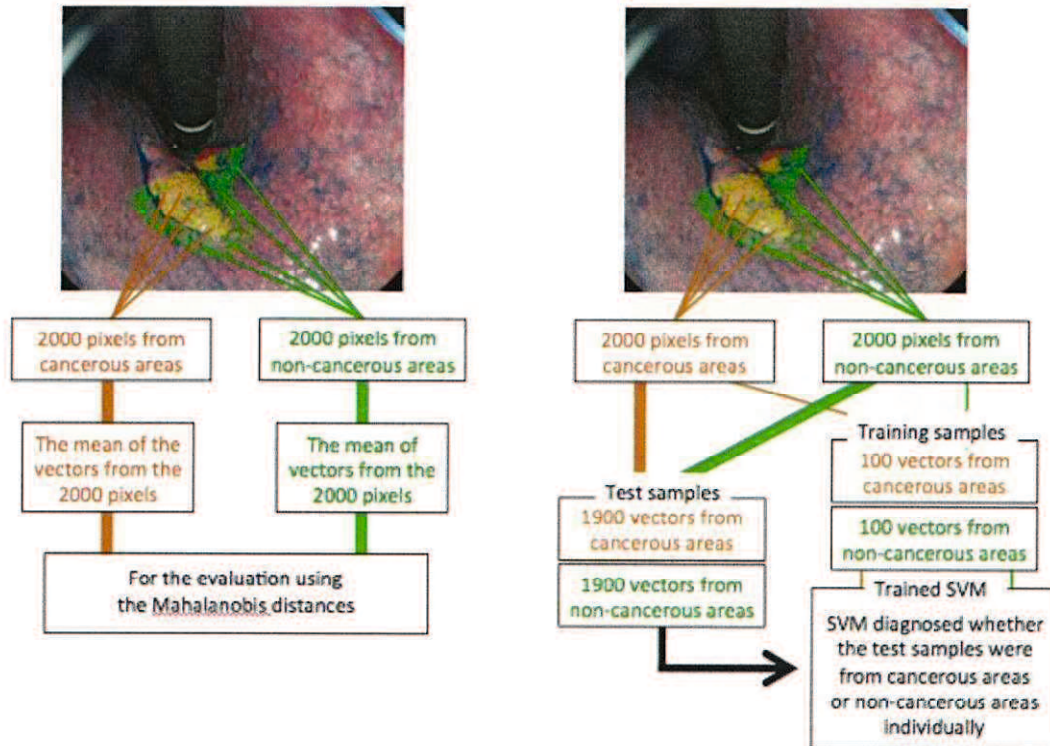 2000 pixels from
cancerous areas
2000 pixels from
non-cancerous areas
The mean of the
vectors from the
2000 pixels
The mean of
vectors from the
2000 pixels
For the evaluation using
the Mahalanobis distances
2000 pixels from
cancerous areas
2000 pixels from
non-cancerous areas
Training samples
100 vectors from
cancerous areas
100 vectors from
non-cancerous areas
Test samples
1900 vectors from
cancerous areas
1900 vectors from
non-cancerous areas
Trained SVM
SVM diagnosed whether
the test samples were
from cancerous areas
or non-cancerous areas
individually